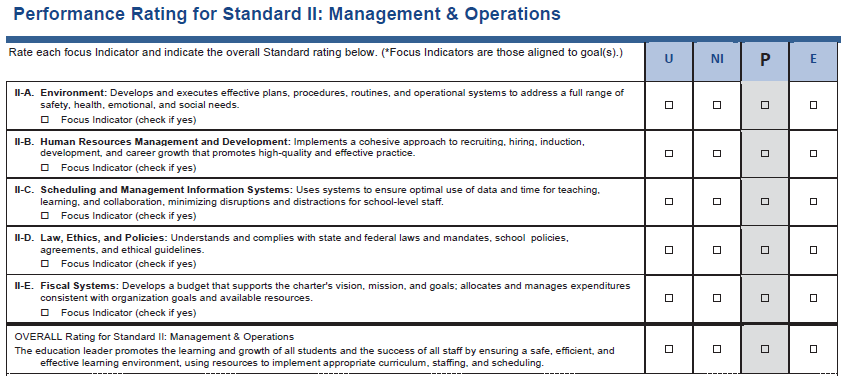 Performance Rating for Standard II: Management & Operations
Rate each focus Indicator and indicate the overall Standard rating below. (*Focus Indicators are those aligned to goal(s).)
U NI P E
II-A. Environment: Develops and executes effective plans, procedures, routines, and operational systems to address a full range of
safety, health, emotional, and social needs.
☐ Focus Indicator (check if yes)
☐ ☐ ☐ ☐
II-B. Human Resources Management and Development: Implements a cohesive approach to recruiting, hiring, induction,
development, and career growth that promotes high-quality and effective practice.
☐ Focus Indicator (check if yes)
☐ ☐ ☐ ☐
II-C. Scheduling and Management Information Systems: Uses systems to ensure optimal use of data and time for teaching,
learning, and collaboration, minimizing disruptions and distractions for school-level staff.
☐ Focus Indicator (check if yes)
☐ ☐ ☐ ☐
II-D. Law, Ethics, and Policies: Understands and complies with state and federal laws and mandates, school policies,
agreements, and ethical guidelines.
☐ Focus Indicator (check if yes)
☐ ☐ ☐ ☐
II-E. Fiscal Systems: Develops a budget that supports the charter's vision, mission, and goals; allocates and manages expenditures
consistent with organization goals and available resources.
☐ Focus Indicator (check if yes)
☐ ☐ ☐ ☐
OVERALL Rating for Standard II: Management & Operations
The education leader promotes the learning and growth of all students and the success of all staff by ensuring a safe, efficient, and
effective learning environment, using resources to implement appropriate curriculum, staffing, and scheduling.
☐ ☐ ☐ ☐